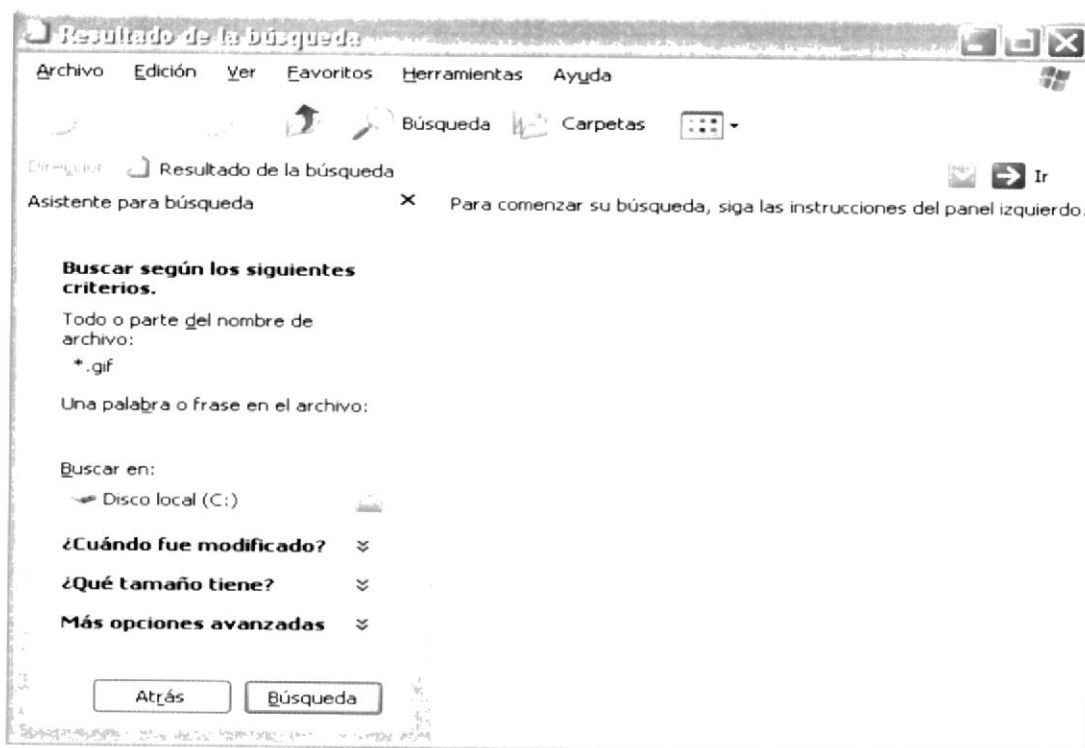 Resultado de la búsqueda
Archivo Edición Ver Favoritos Herramientas Ayuda
Búsqueda Carpetas
Dirección Resultado de la búsqueda Ir
Asistente para búsqueda Para comenzar su búsqueda, siga las instrucciones del panel izquierdo.
Buscar según los siguientes
criterios.
Todo o parte del nombre de
archivo:
*.gif
Una palabra o frase en el archivo:
Buscar en:
Disco local (C:)
¿Cuándo fue modificado?
¿Qué tamaño tiene?
Más opciones avanzadas
Atrás Búsqueda